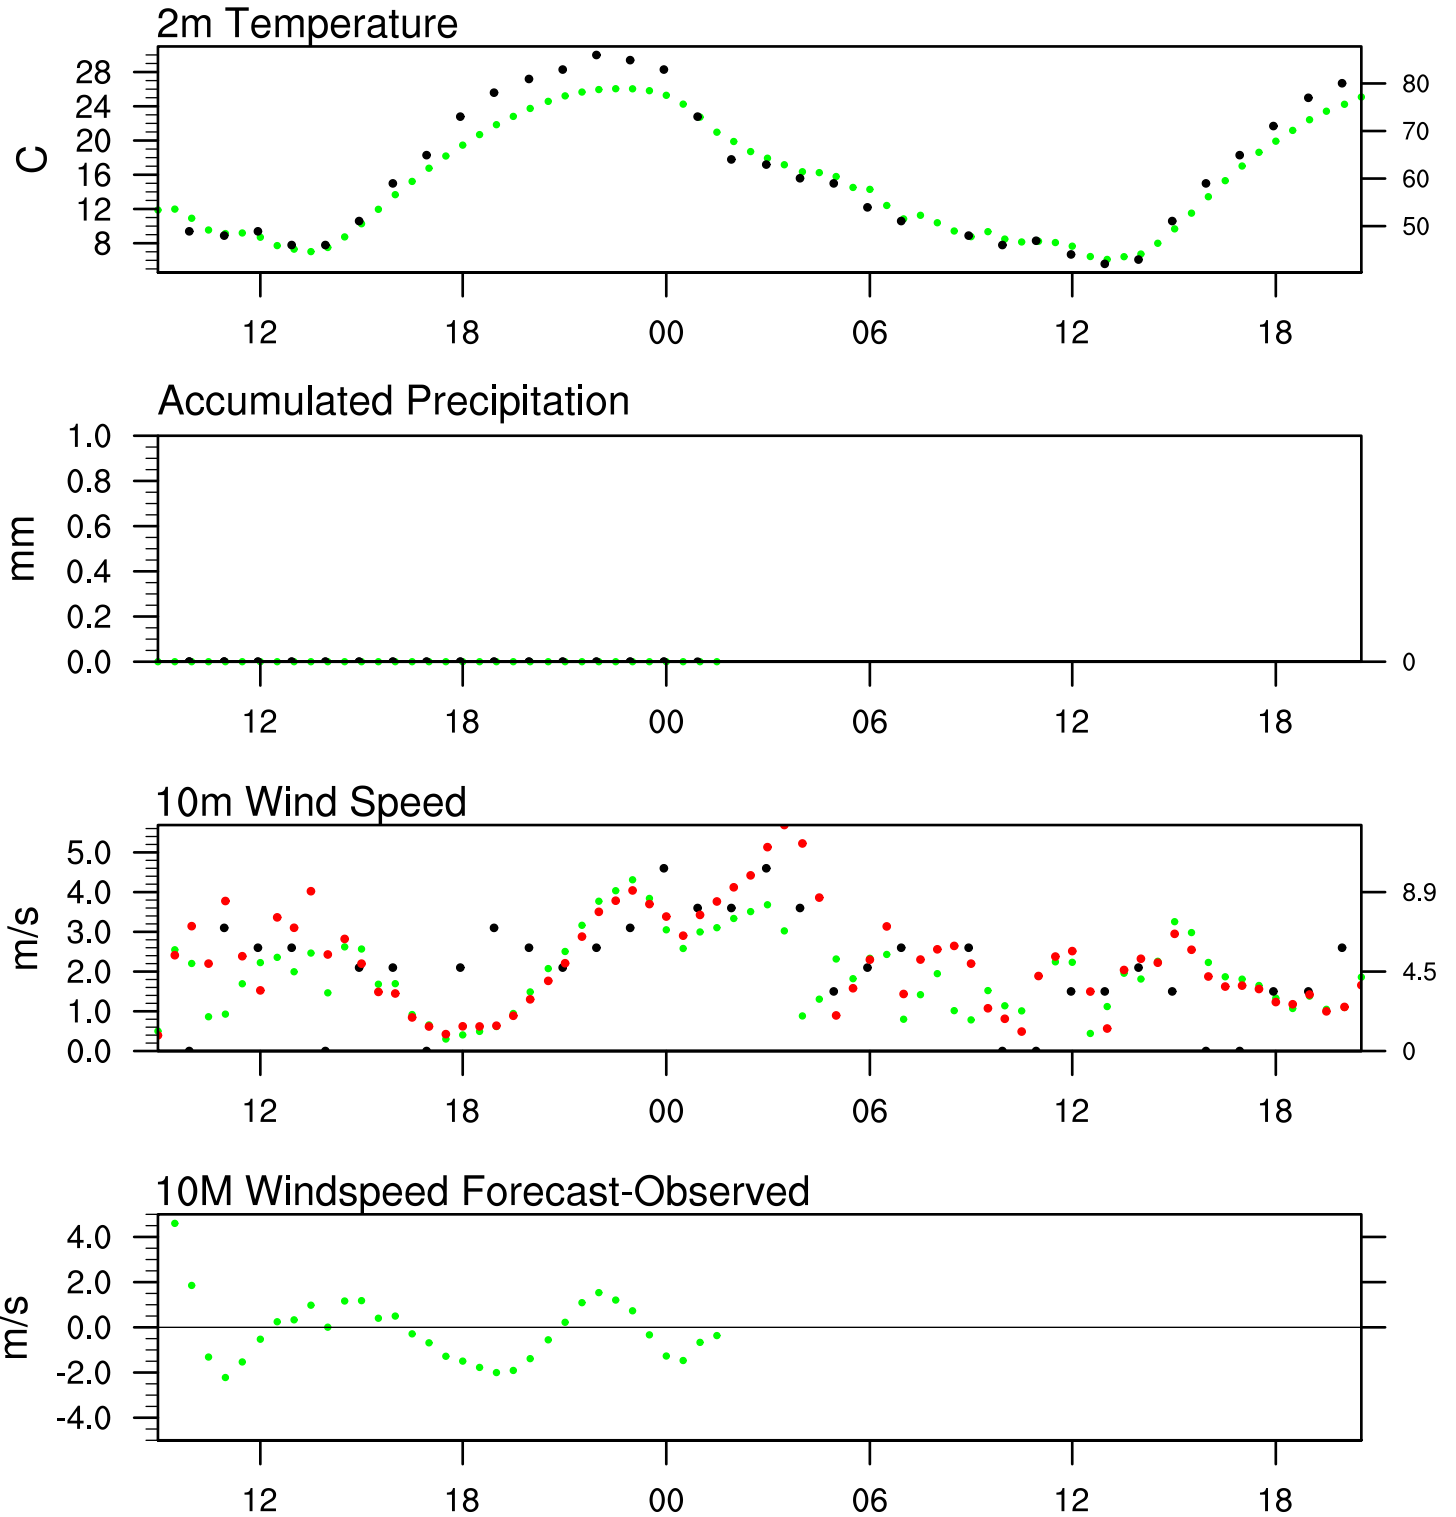 2m Temperature
28
24
20
16
12
8
C
80
70
60
50
12 18 00 06 12 18
Accumulated Precipitation
1.0
0.8
0.6
0.4
0.2
0.0
mm
0
12 18 00 06 12 18
10m Wind Speed
5.0
4.0
3.0
2.0
1.0
0.0
m/s
8.9
4.5
0
12 18 00 06 12 18
10M Windspeed Forecast-Observed
4.0
2.0
0.0
-2.0
-4.0
m/s
12 18 00 06 12 18